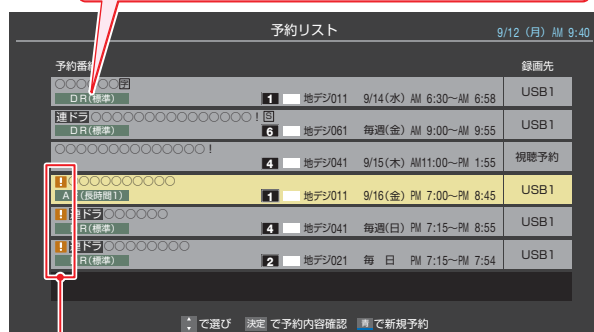 予約リスト 9/12（月）AM 9:40
予約番 録画先
○○○○○○字
DR(標準) 1 地デジ011 9/14(水) AM 6:30～AM 6:58 USB1
連ドラ○○○○○○○○○○○○○○○！S
DR(標準) 6 地デジ061 毎週(金) AM 9:00～AM 9:55 USB1
○○○○○○○○○○○○○○！
4 地デジ041 9/15(木) AM11:00～PM 1:55 視聴予約
！○○○○○○○○○○
A (長時間1) 1 地デジ011 9/16(金) PM 7:00～PM 8:45 USB1
！連ドラ○○○○○○
DR(標準) 4 地デジ041 毎週(日) PM 7:15～PM 8:55 USB1
！連ドラ○○○○○○○○
DR(標準) 2 地デジ021 毎 日 PM 7:15～PM 7:54 USB1
で選び 決定 で予約内容確認 青 で新規予約